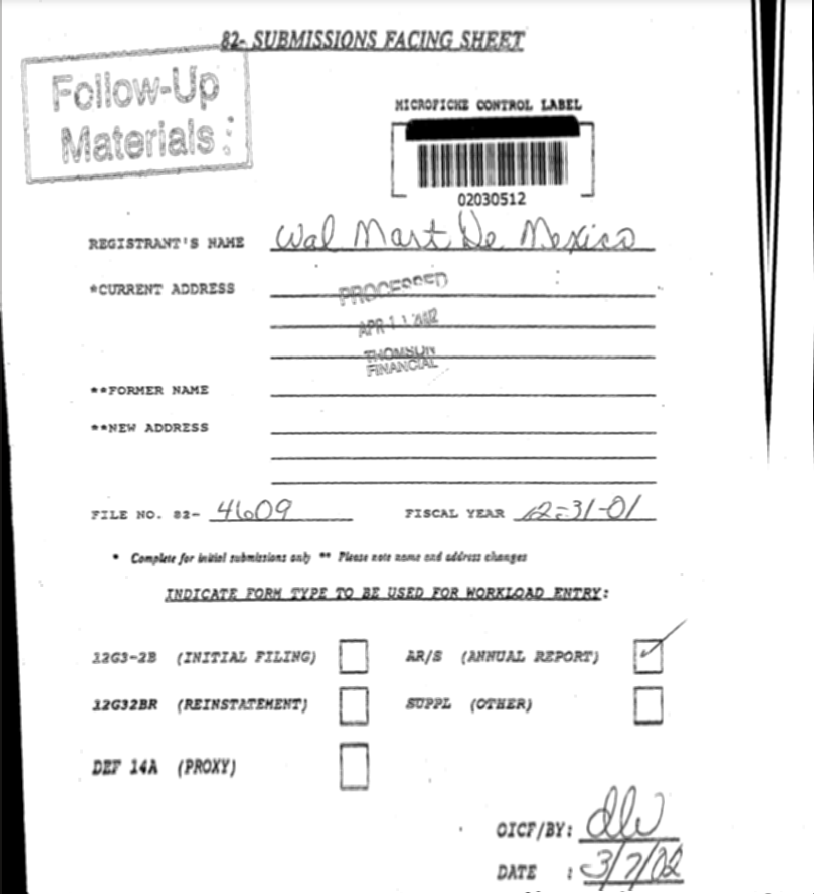 82- SUBMISSIONS FACING SHEET
Follow-Up
Materials
MICROFICHE CONTROL LABEL
02030512
REGISTRANT'S NAME Wal Mart De Mexico
*CURRENT ADDRESS
PROCESSED
APR 11 2002
THOMSON
FINANCIAL
**FORMER NAME
**NEW ADDRESS
FILE NO. 82- 4609 FISCAL YEAR 12-31-01
* Complete for initial submissions only ** Please note name and address changes
INDICATE FORM TYPE TO BE USED FOR WORKLOAD ENTRY:
12G3-2B (INITIAL FILING) AR/S (ANNUAL REPORT)
12G32BR (REINSTATEMENT) SUPPL (OTHER)
DEF 14A (PROXY)
OICF/BY: dlw
DATE : 3/7/02